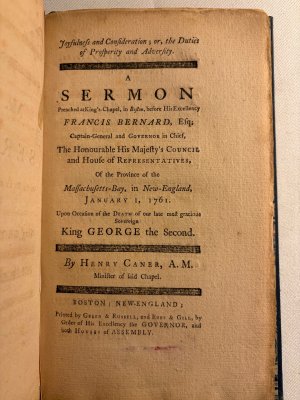 Joyfulness and Consideration; or, the Duties
of Prosperity and Adversity.
A
SERMON
Preached at King's-Chapel, in Boston, before His Excellency
FRANCIS BERNARD, Esq;
Captain-General and GOVERNOR in Chief,
The Honourable His Majesty's COUNCIL
and House of REPRESENTATIVES,
Of the Province of the
Massachusetts-Bay, in New-England,
JANUARY 1, 1761.
Upon Occasion of the DEATH of our late most gracious
Sovereign
King GEORGE the Second.
By HENRY CANER, A.M.
Minister of said Chapel.
BOSTON; NEW-ENGLAND;
Printed by GREEN & RUSSELL, and EDES & GILL, by
Order of His Excellency the GOVERNOR, and
both HOUSES of ASSEMBLY.